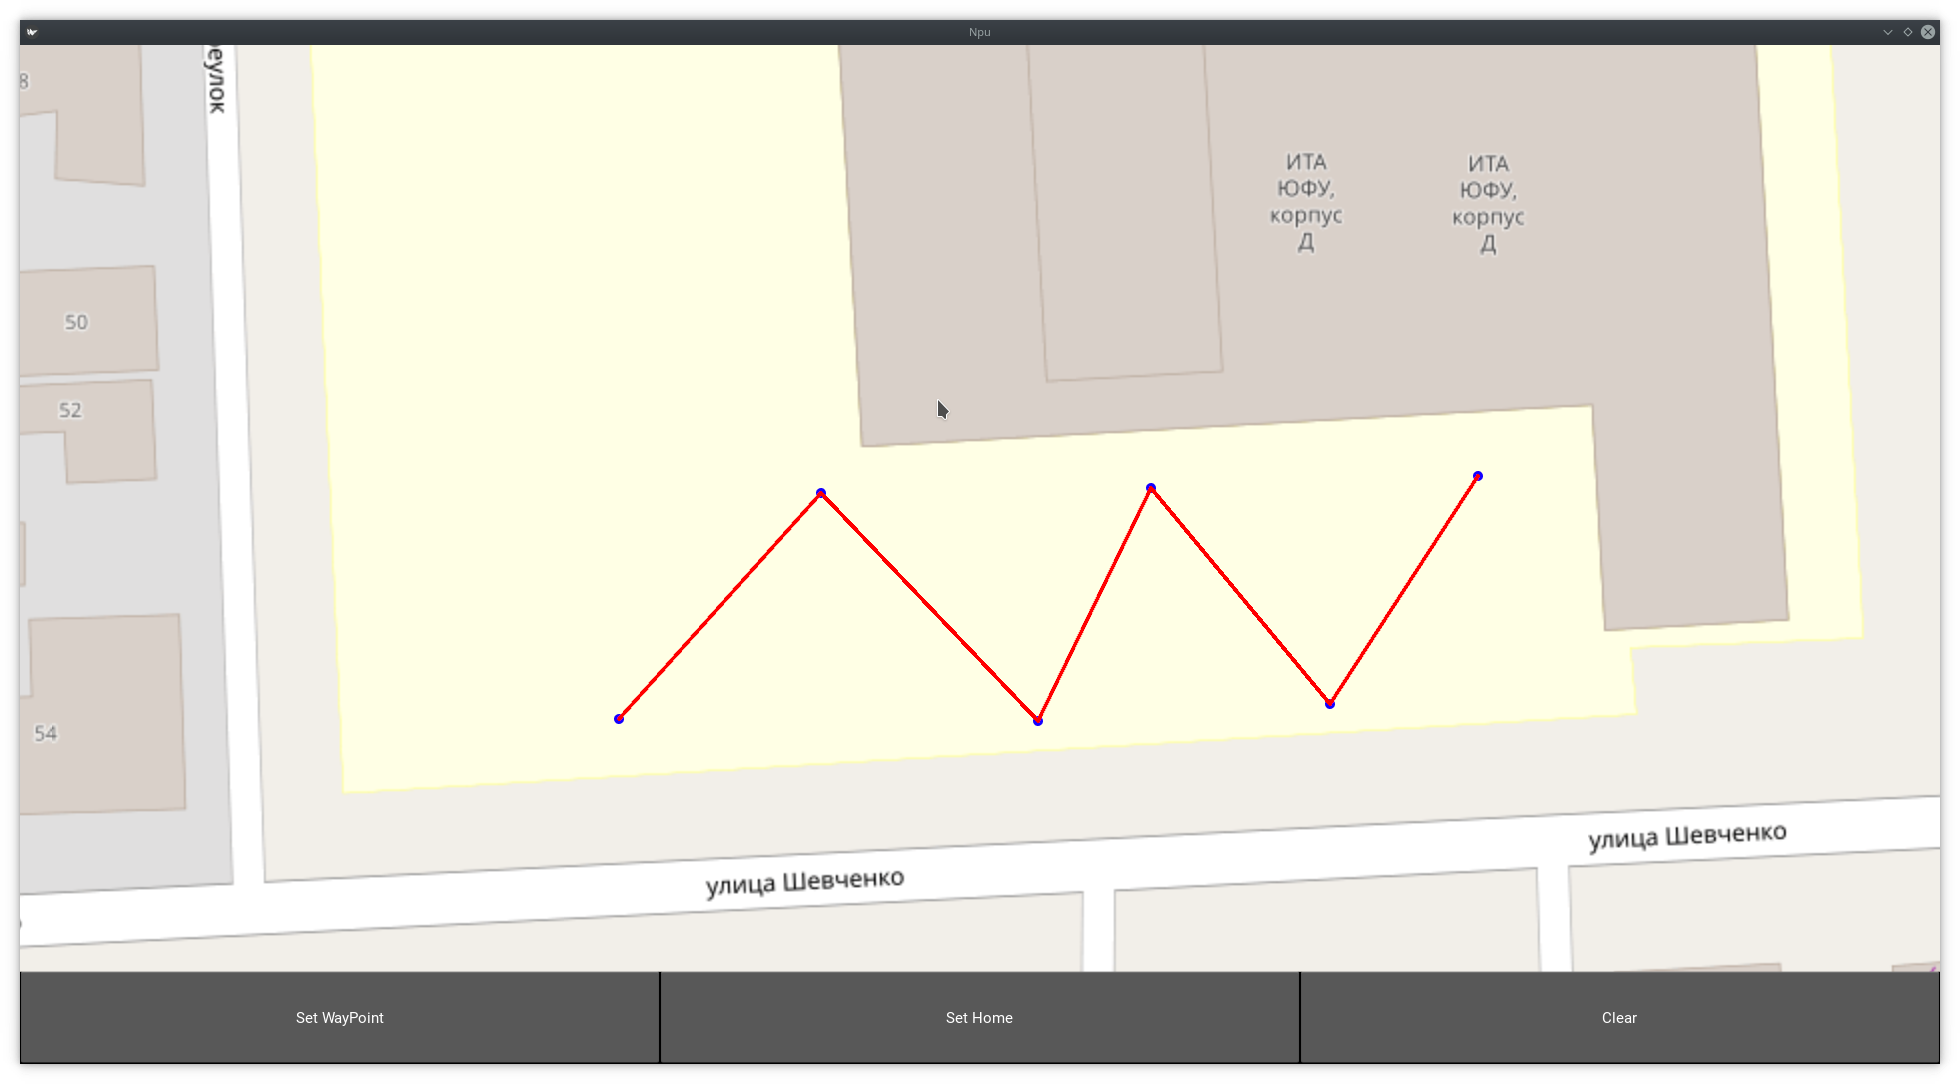 Npu
8
реулок
ИТА
ЮФУ,
корпус
Д
ИТА
ЮФУ,
корпус
Д
50
52
54
улица Шевченко
улица Шевченко
Set WayPoint
Set Home
Clear